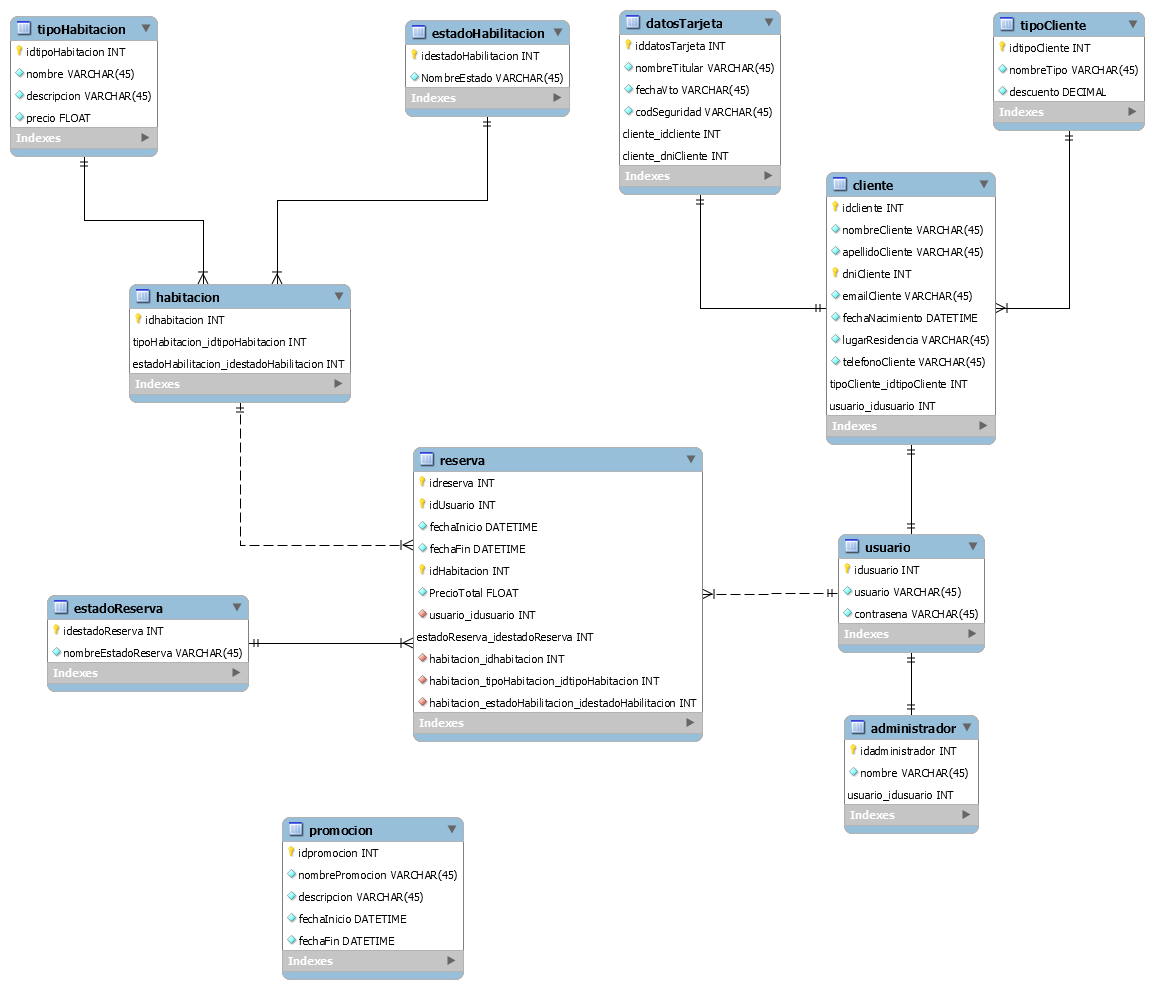 tipoHabitacion
idtipoHabitacion INT
nombre VARCHAR(45)
descripcion VARCHAR(45)
precio FLOAT
Indexes
estadoHabilitacion
idestadoHabilitacion INT
NombreEstado VARCHAR(45)
Indexes
datosTarjeta
iddatosTarjeta INT
nombreTitular VARCHAR(45)
fechaVto VARCHAR(45)
codSeguridad VARCHAR(45)
cliente_idcliente INT
cliente_dniCliente INT
Indexes
tipoCliente
idtipoCliente INT
nombreTipo VARCHAR(45)
descuento DECIMAL
Indexes
cliente
idcliente INT
nombreCliente VARCHAR(45)
apellidoCliente VARCHAR(45)
dniCliente INT
emailCliente VARCHAR(45)
fechaNacimiento DATETIME
lugarResidencia VARCHAR(45)
telefonoCliente VARCHAR(45)
tipoCliente_idtipoCliente INT
usuario_idusuario INT
Indexes
habitacion
idhabitacion INT
tipoHabitacion_idtipoHabitacion INT
estadoHabilitacion_idestadoHabilitacion INT
Indexes
reserva
idreserva INT
idUsuario INT
fechaInicio DATETIME
fechaFin DATETIME
idHabitacion INT
PrecioTotal FLOAT
usuario_idusuario INT
estadoReserva_idestadoReserva INT
habitacion_idhabitacion INT
habitacion_tipoHabitacion_idtipoHabitacion INT
habitacion_estadoHabilitacion_idestadoHabilitacion INT
Indexes
usuario
idusuario INT
usuario VARCHAR(45)
contrasena VARCHAR(45)
Indexes
estadoReserva
idestadoReserva INT
nombreEstadoReserva VARCHAR(45)
Indexes
administrador
idadministrador INT
nombre VARCHAR(45)
usuario_idusuario INT
Indexes
promocion
idpromocion INT
nombrePromocion VARCHAR(45)
descripcion VARCHAR(45)
fechaInicio DATETIME
fechaFin DATETIME
Indexes